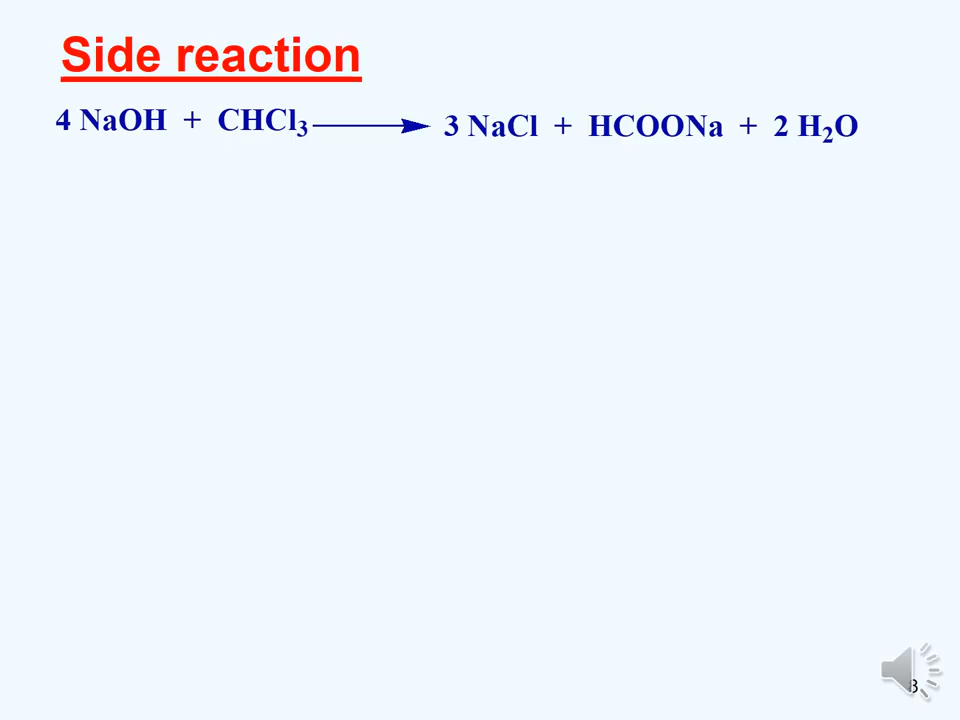 Side reaction
4 NaOH + CHCl3 ⟶ 3 NaCl + HCOONa + 2 H2O